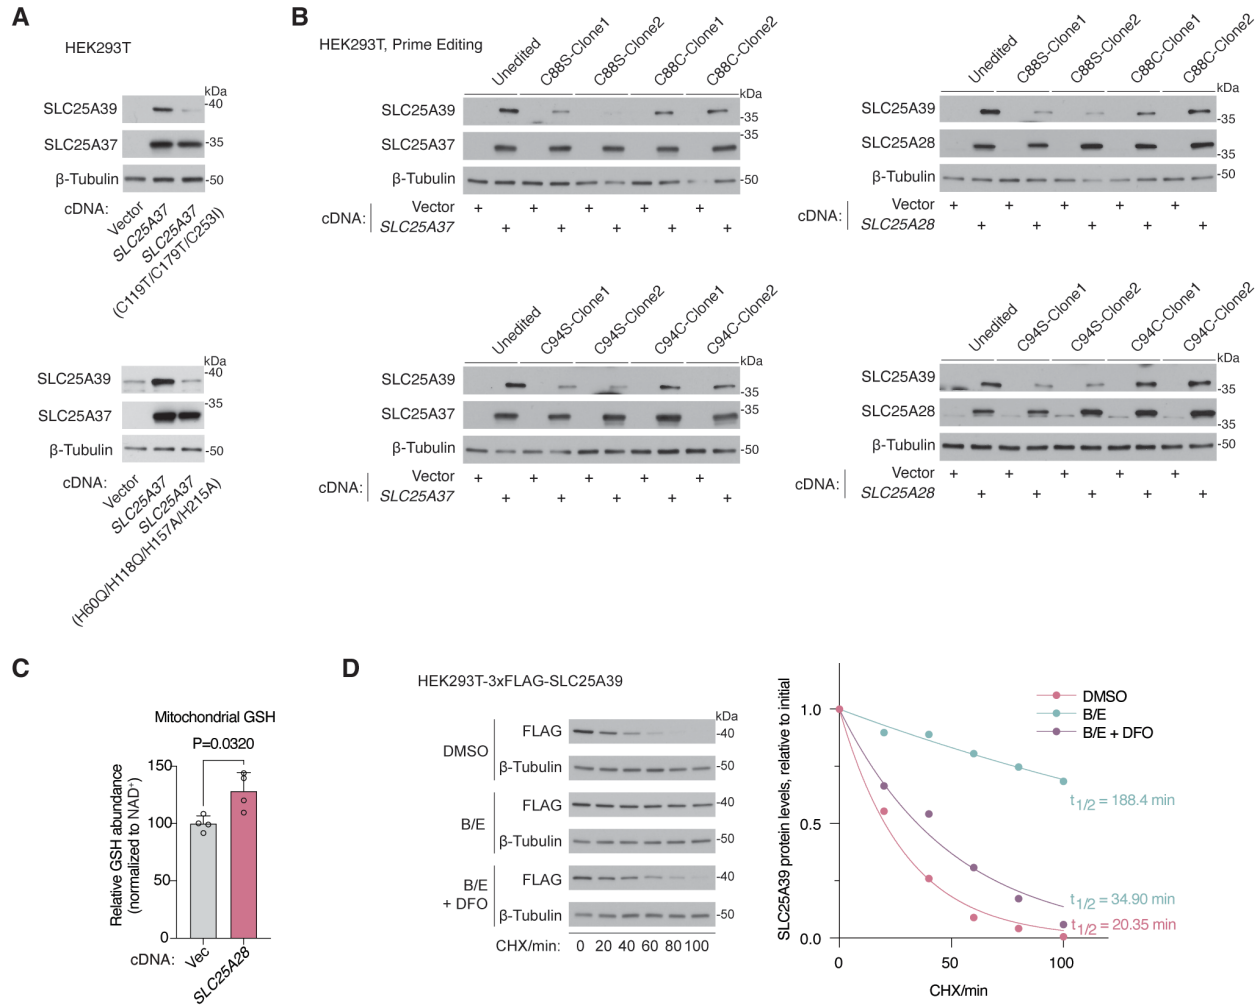 A
HEK293T
kDa
SLC25A39
-40
SLC25A37
-35
β-Tubulin
-50
cDNA:
Vector
SLC25A37
SLC25A37
(C119T/C179T/C253I)
kDa
SLC25A39
-40
SLC25A37
-35
β-Tubulin
-50
cDNA:
Vector
SLC25A37
SLC25A37
(H60Q/H118Q/H157A/H215A)
B
HEK293T, Prime Editing
Unedited
C88S-Clone1
C88S-Clone2
C88C-Clone1
C88C-Clone2
kDa
SLC25A39
-35
SLC25A37
-35
β-Tubulin
-50
cDNA:
Vector + + + + +
SLC25A37 + + + + +
Unedited
C88S-Clone1
C88S-Clone2
C88C-Clone1
C88C-Clone2
kDa
SLC25A39
-35
SLC25A28
-35
β-Tubulin
-50
cDNA:
Vector + + + + +
SLC25A28 + + + + +
Unedited
C94S-Clone1
C94S-Clone2
C94C-Clone1
C94C-Clone2
kDa
SLC25A39
-35
SLC25A37
-35
β-Tubulin
-50
cDNA:
Vector + + + + +
SLC25A37 + + + + +
Unedited
C94S-Clone1
C94S-Clone2
C94C-Clone1
C94C-Clone2
kDa
SLC25A39
-35
SLC25A28
-35
β-Tubulin
-50
cDNA:
Vector + + + + +
SLC25A28 + + + + +
C
Mitochondrial GSH
P=0.0320
Relative GSH abundance
(normalized to NAD⁺)
150
100
50
0
cDNA:
Vec
SLC25A28
D
HEK293T-3xFLAG-SLC25A39
kDa
DMSO
FLAG
-40
β-Tubulin
-50
B/E
FLAG
-40
β-Tubulin
-50
B/E
+ DFO
FLAG
-40
β-Tubulin
-50
CHX/min: 0 20 40 60 80 100
SLC25A39 protein levels, relative to initial
1.0
0.5
0.0
0 50 100
CHX/min
DMSO
B/E
B/E + DFO
t1/2 = 188.4 min
t1/2 = 34.90 min
t1/2 = 20.35 min